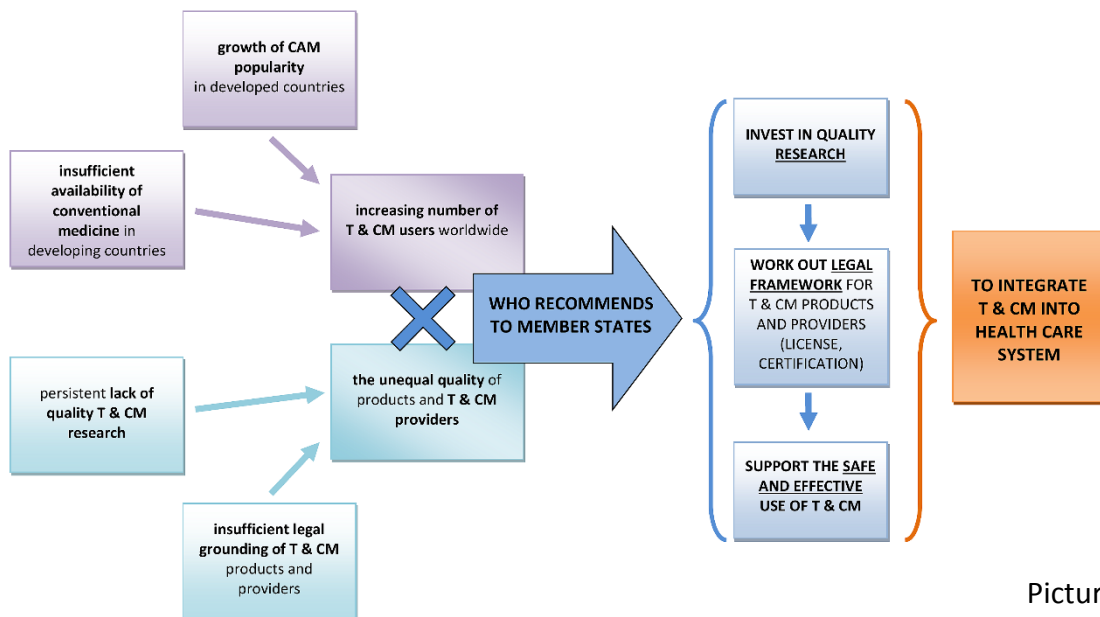 growth of CAM
popularity
in developed countries
insufficient
availability of
conventional
medicine in
developing countries
increasing number of
T & CM users worldwide
persistent lack of
quality T & CM
research
the unequal quality of
products and T & CM
providers
insufficient legal
grounding of T & CM
products and
providers
WHO RECOMMENDS
TO MEMBER STATES
INVEST IN QUALITY
RESEARCH
WORK OUT LEGAL
FRAMEWORK FOR
T & CM PRODUCTS
AND PROVIDERS
(LICENSE,
CERTIFICATION)
SUPPORT THE SAFE
AND EFFECTIVE
USE OF T & CM
TO INTEGRATE
T & CM INTO
HEALTH CARE
SYSTEM
Pictur